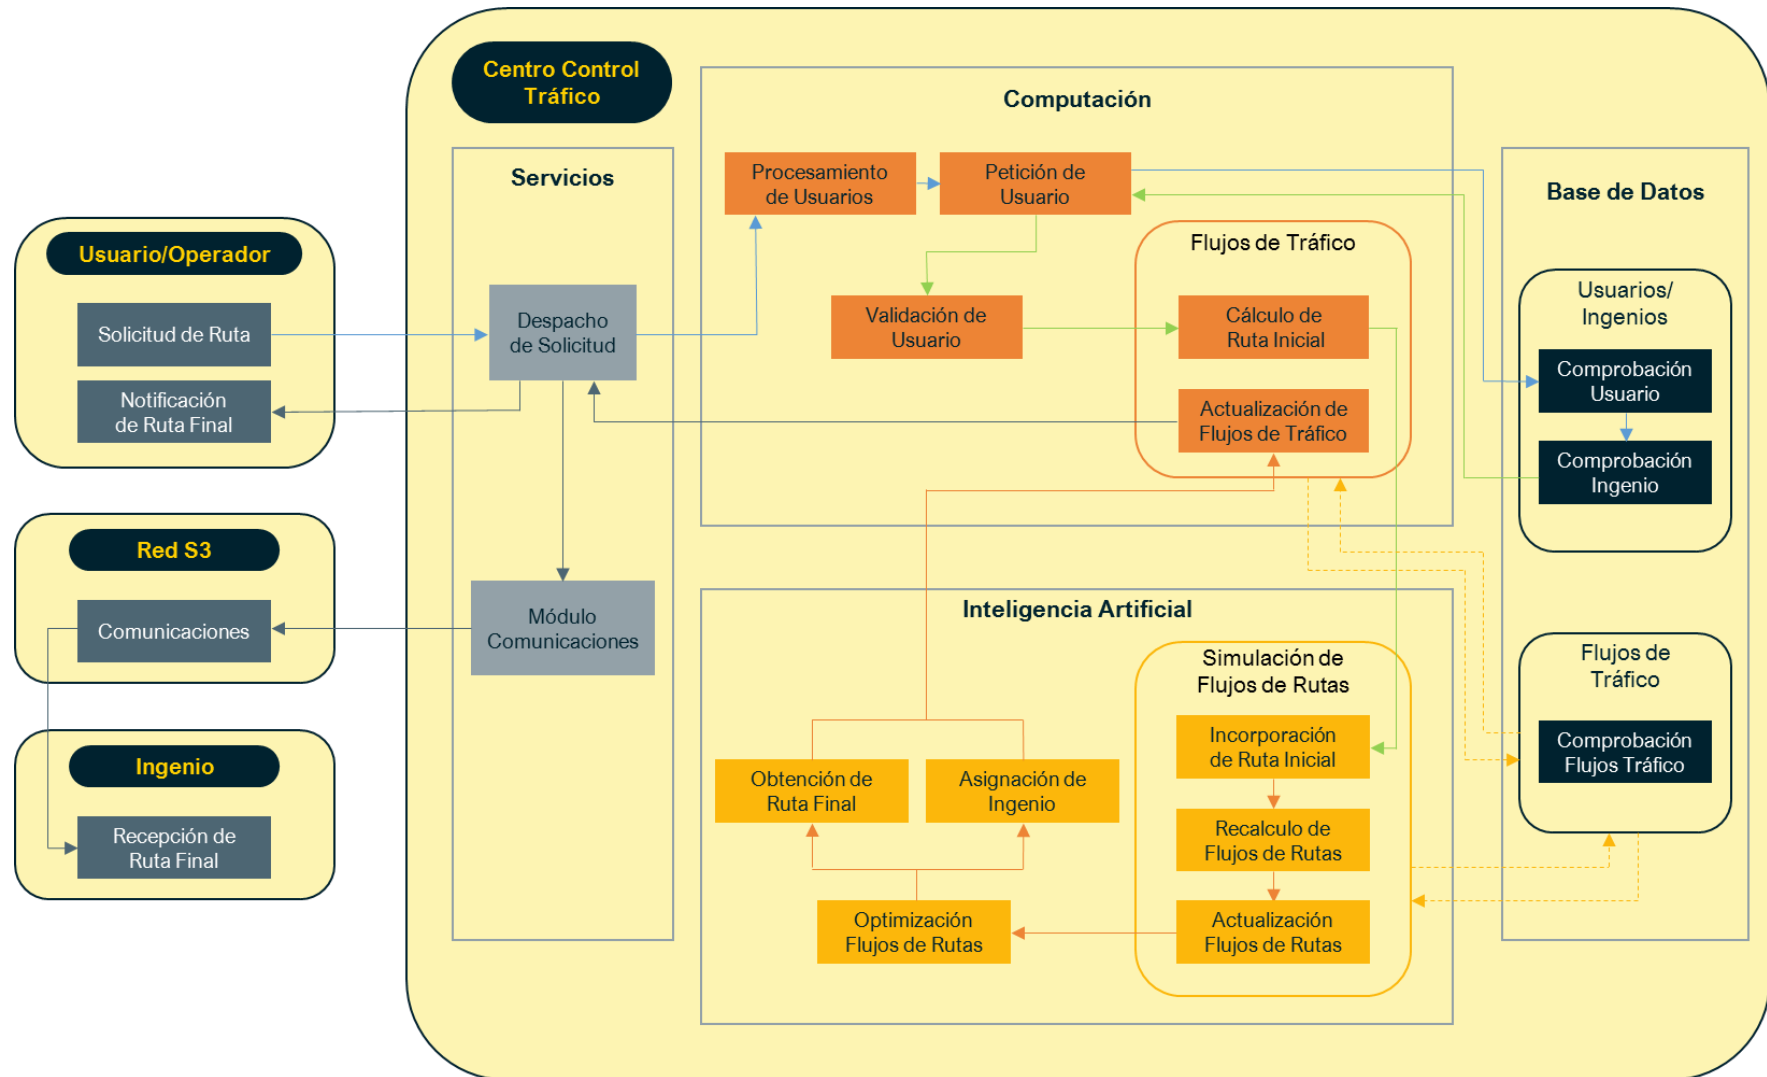 Centro Control
Tráfico
Computación
Servicios
Procesamiento
de Usuarios
Petición de
Usuario
Base de Datos
Usuario/Operador
Flujos de Tráfico
Solicitud de Ruta
Despacho
de Solicitud
Validación de
Usuario
Cálculo de
Ruta Inicial
Usuarios/
Ingenios
Comprobación
Usuario
Notificación
de Ruta Final
Actualización de
Flujos de Tráfico
Comprobación
Ingenio
Red S3
Comunicaciones
Módulo
Comunicaciones
Inteligencia Artificial
Simulación de
Flujos de Rutas
Flujos de
Tráfico
Incorporación
de Ruta Inicial
Comprobación
Flujos Tráfico
Ingenio
Obtención de
Ruta Final
Asignación de
Ingenio
Recepción de
Ruta Final
Recalculo de
Flujos de Rutas
Optimización
Flujos de Rutas
Actualización
Flujos de Rutas